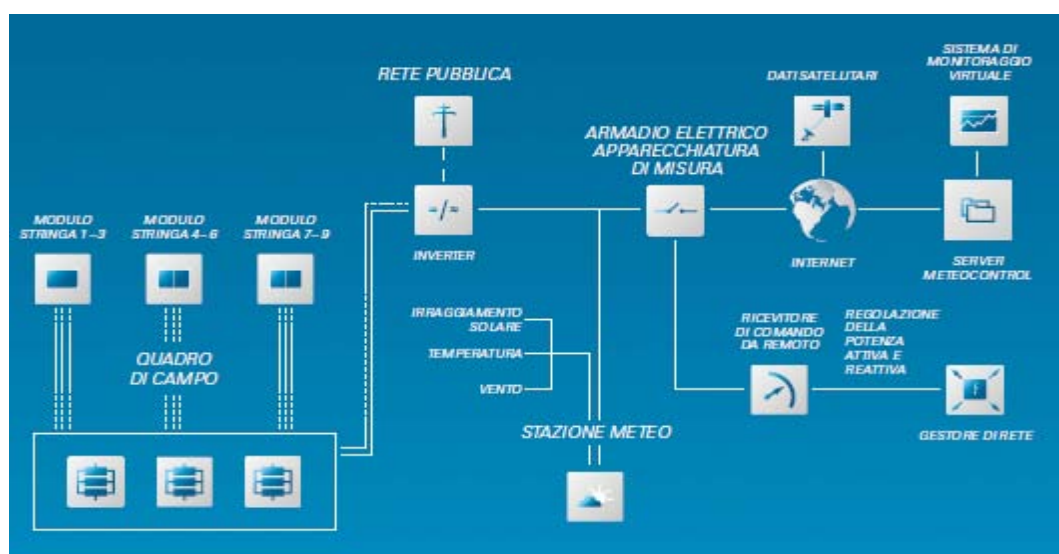 SISTEMA DI
MONITORAGGIO
VIRTUALE
RETE PUBBLICA
DATI SATELLITARI
ARMADIO ELETTRICO
APPARECCHIATURA
DI MISURA
MODULO
STRINGA 1–3
MODULO
STRINGA 4–6
MODULO
STRINGA 7–9
INVERTER
INTERNET
SERVER
METEOCONTROL
IRRAGGIAMENTO
SOLARE
TEMPERATURA
VENTO
RICEVITORE
DI COMANDO
DA REMOTO
REGOLAZIONE
DELLA
POTENZA
ATTIVA E
REATTIVA
QUADRO
DI CAMPO
STAZIONE METEO
GESTORE DI RETE